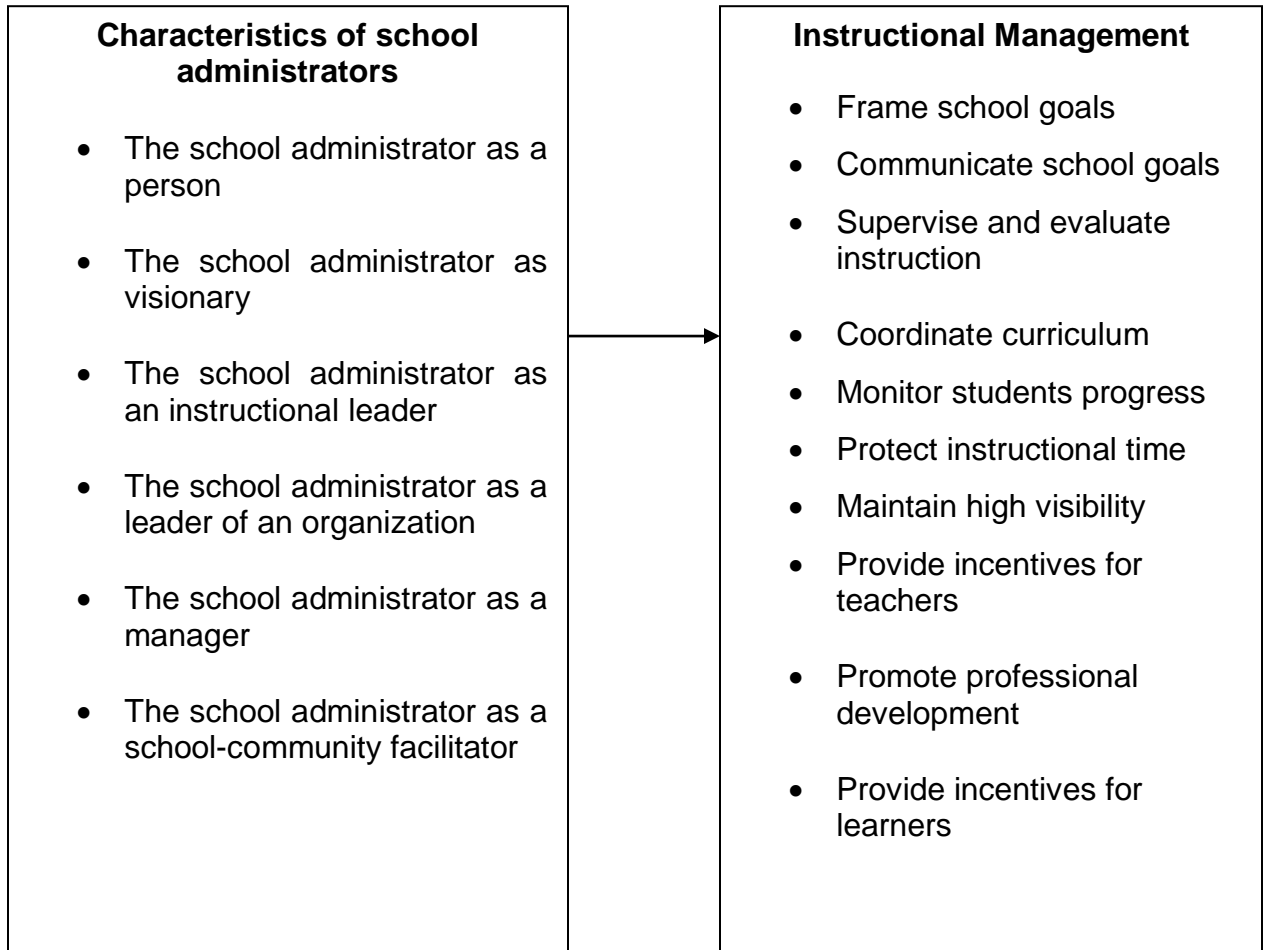 Characteristics of school
administrators
• The school administrator as a
person
• The school administrator as
visionary
• The school administrator as
an instructional leader
• The school administrator as a
leader of an organization
• The school administrator as a
manager
• The school administrator as a
school-community facilitator
Instructional Management
• Frame school goals
• Communicate school goals
• Supervise and evaluate
instruction
• Coordinate curriculum
• Monitor students progress
• Protect instructional time
• Maintain high visibility
• Provide incentives for
teachers
• Promote professional
development
• Provide incentives for
learners